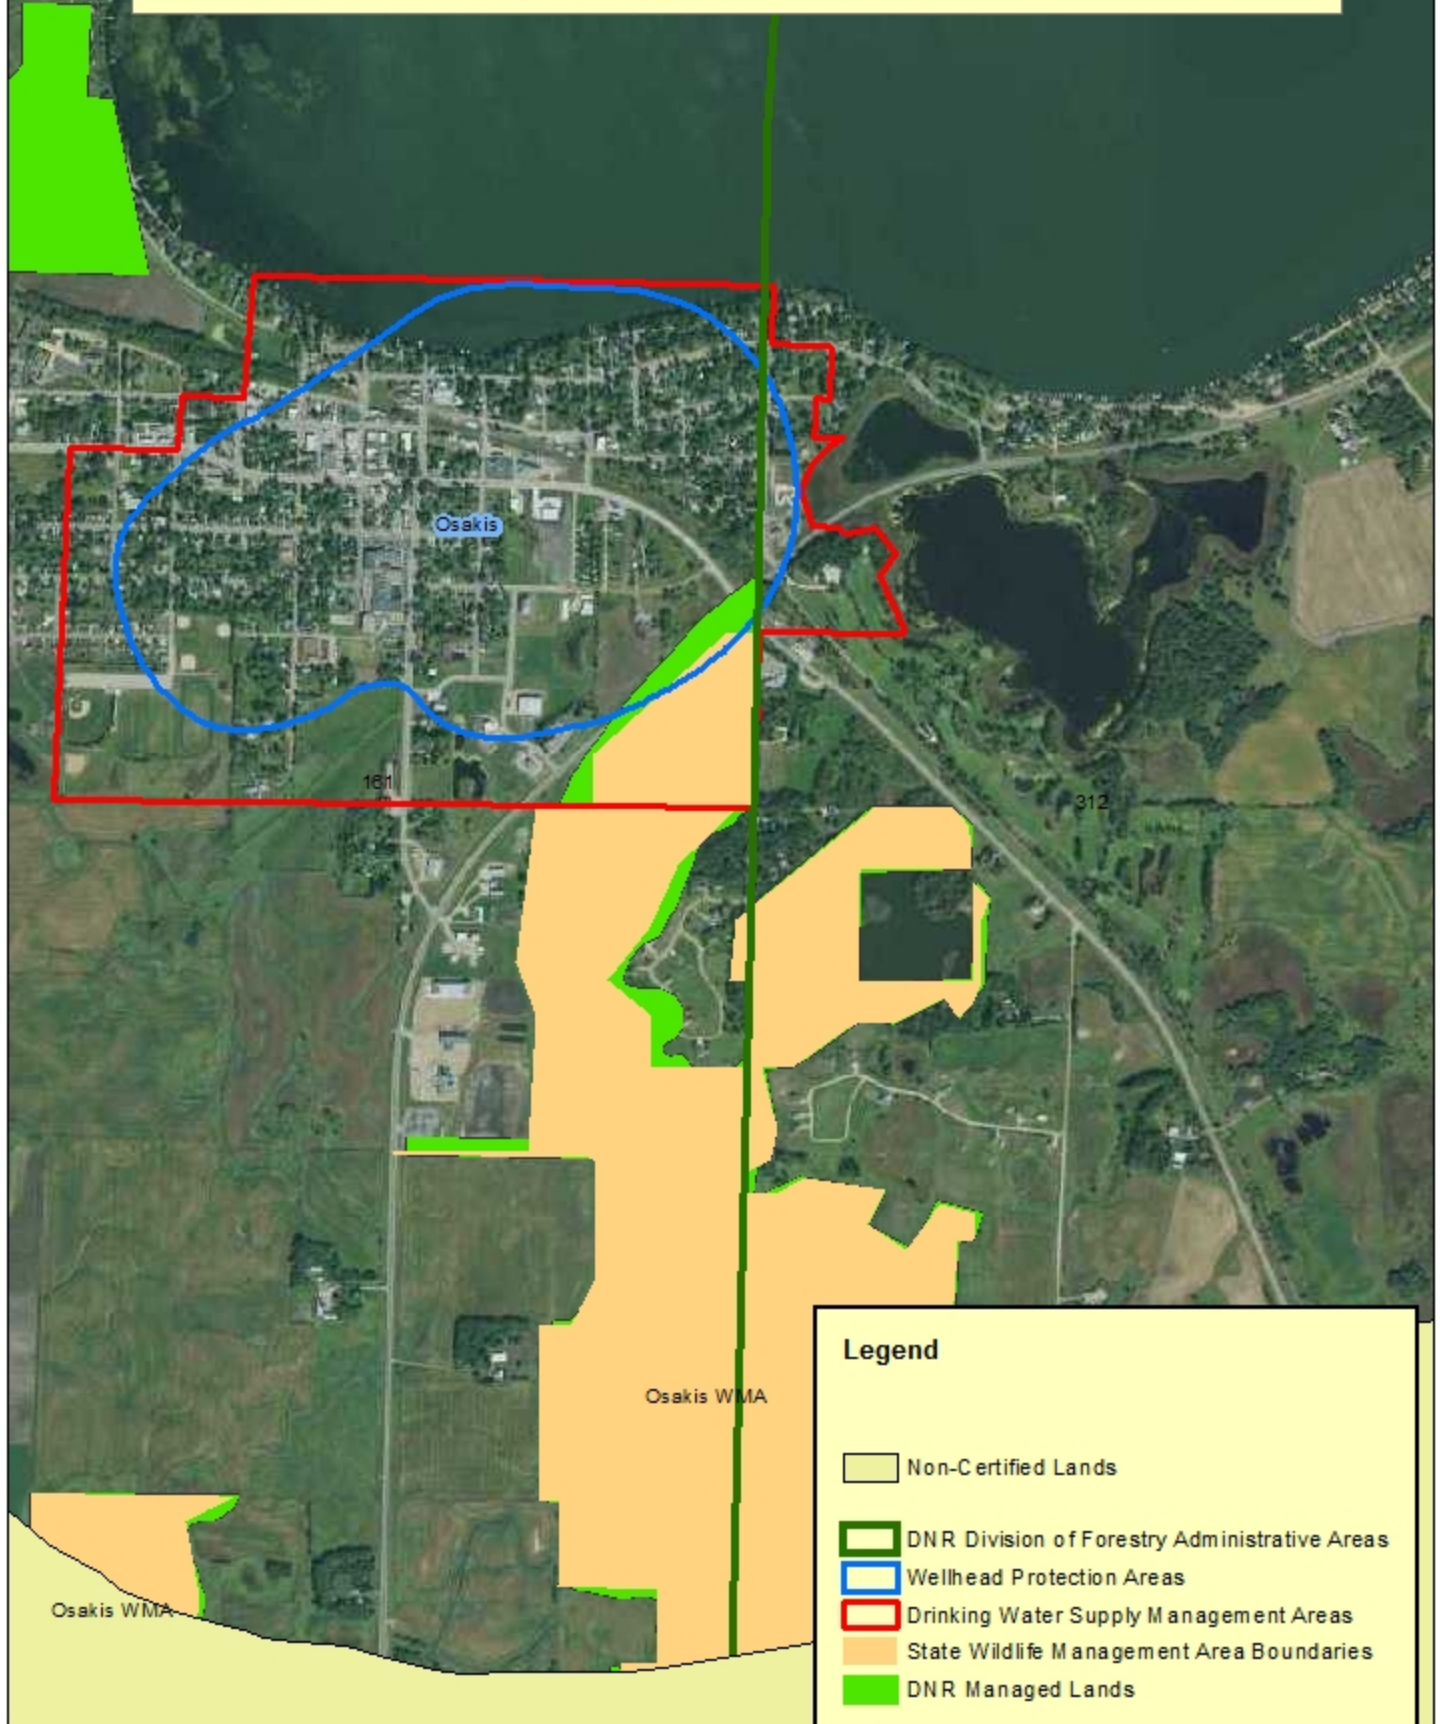 Osakis
161
312
Osakis WMA
Osakis WMA
Legend
Non-Certified Lands
DNR Division of Forestry Administrative Areas
Wellhead Protection Areas
Drinking Water Supply Management Areas
State Wildlife Management Area Boundaries
DNR Managed Lands